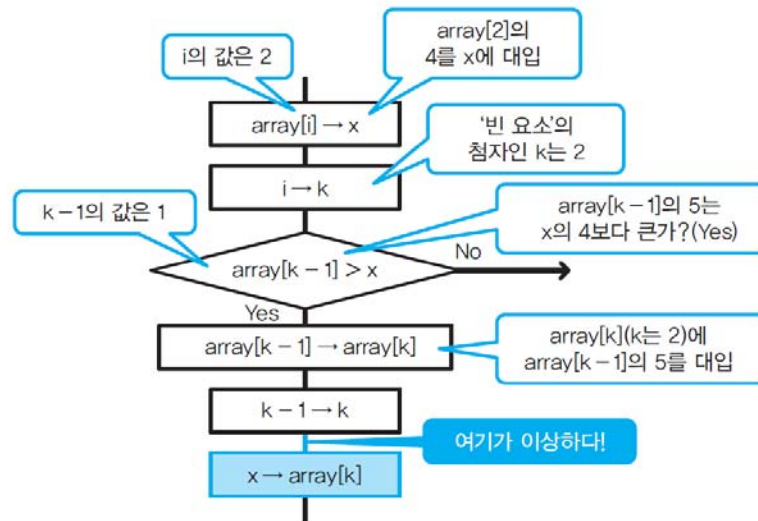 array[2]의
4를 x에 대입
i의 값은 2
array[i] → x
‘빈 요소’의
첨자인 k는 2
i → k
k − 1의 값은 1
array[k − 1]의 5는
x의 4보다 큰가?(Yes)
array[k − 1] > x
No
Yes
array[k − 1] → array[k]
array[k](k는 2)에
array[k − 1]의 5를 대입
k − 1 → k
여기가 이상하다!
x → array[k]